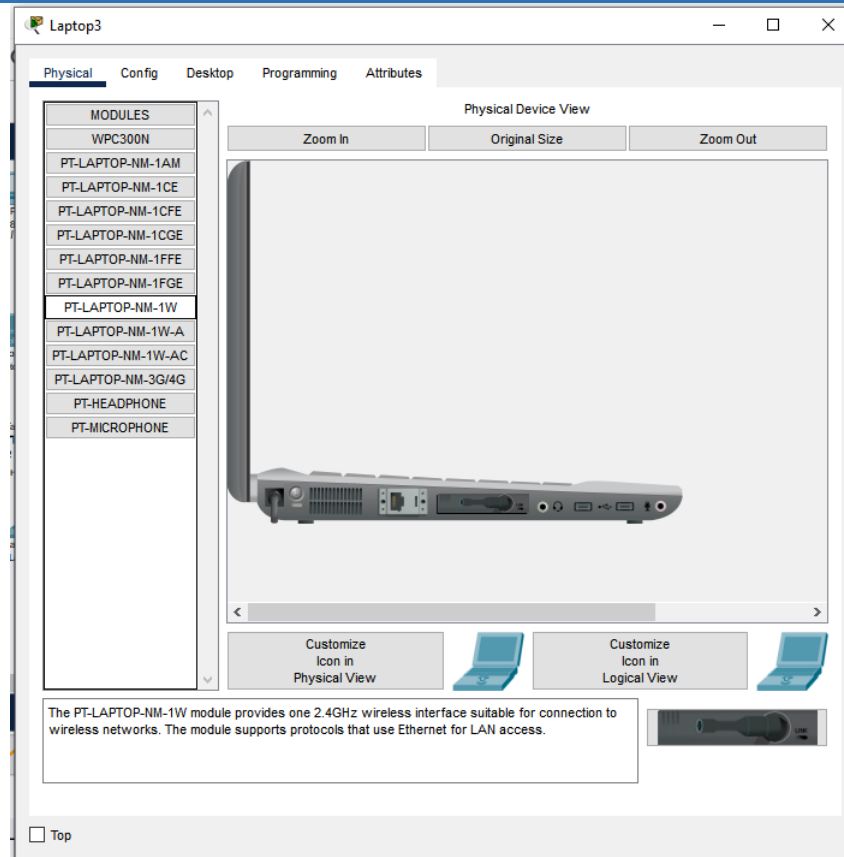 Laptop3
Physical Config Desktop Programming Attributes
MODULES
WPC300N
PT-LAPTOP-NM-1AM
PT-LAPTOP-NM-1CE
PT-LAPTOP-NM-1CFE
PT-LAPTOP-NM-1CGE
PT-LAPTOP-NM-1FFE
PT-LAPTOP-NM-1FGE
PT-LAPTOP-NM-1W
PT-LAPTOP-NM-1W-A
PT-LAPTOP-NM-1W-AC
PT-LAPTOP-NM-3G/4G
PT-HEADPHONE
PT-MICROPHONE
Physical Device View
Zoom In Original Size Zoom Out
Customize
Icon in
Physical View
Customize
Icon in
Logical View
The PT-LAPTOP-NM-1W module provides one 2.4GHz wireless interface suitable for connection to
wireless networks. The module supports protocols that use Ethernet for LAN access.
LINK
Top